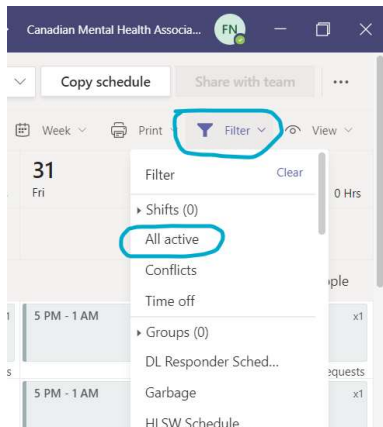 Canadian Mental Health Associa... FN
Copy schedule Share with team ...
Week Print Filter View
31
Fri
Filter Clear
0 Hrs
Shifts (0)
All active
Conflicts
ople
Time off
5 PM - 1 AM x1
Groups (0)
DL Responder Sched...
equests
5 PM - 1 AM Garbage x1
HLSW Schedule